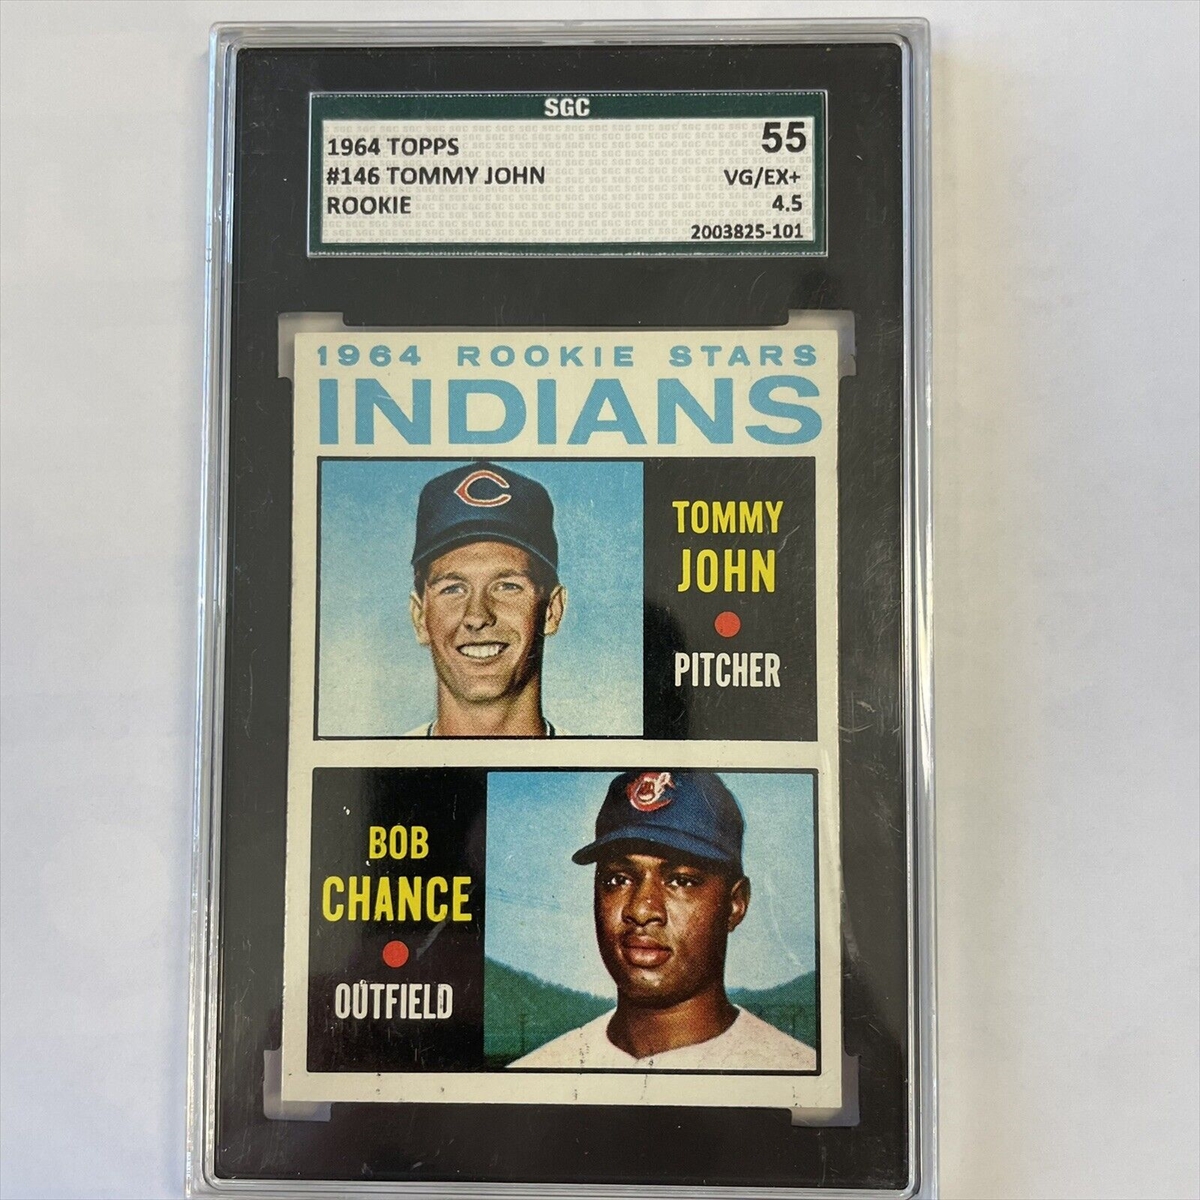 SGC
1964 TOPPS
55
#146 TOMMY JOHN
VG/EX+
ROOKIE
4.5
2003825-101
1964 ROOKIE STARS
INDIANS
C
TOMMY
JOHN
PITCHER
BOB
CHANCE
OUTFIELD